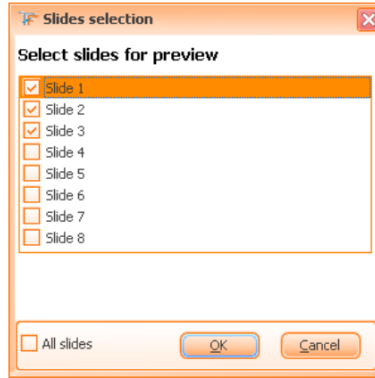 Slides selection
Select slides for preview
Slide 1
Slide 2
Slide 3
Slide 4
Slide 5
Slide 6
Slide 7
Slide 8
All slides
OK
Cancel